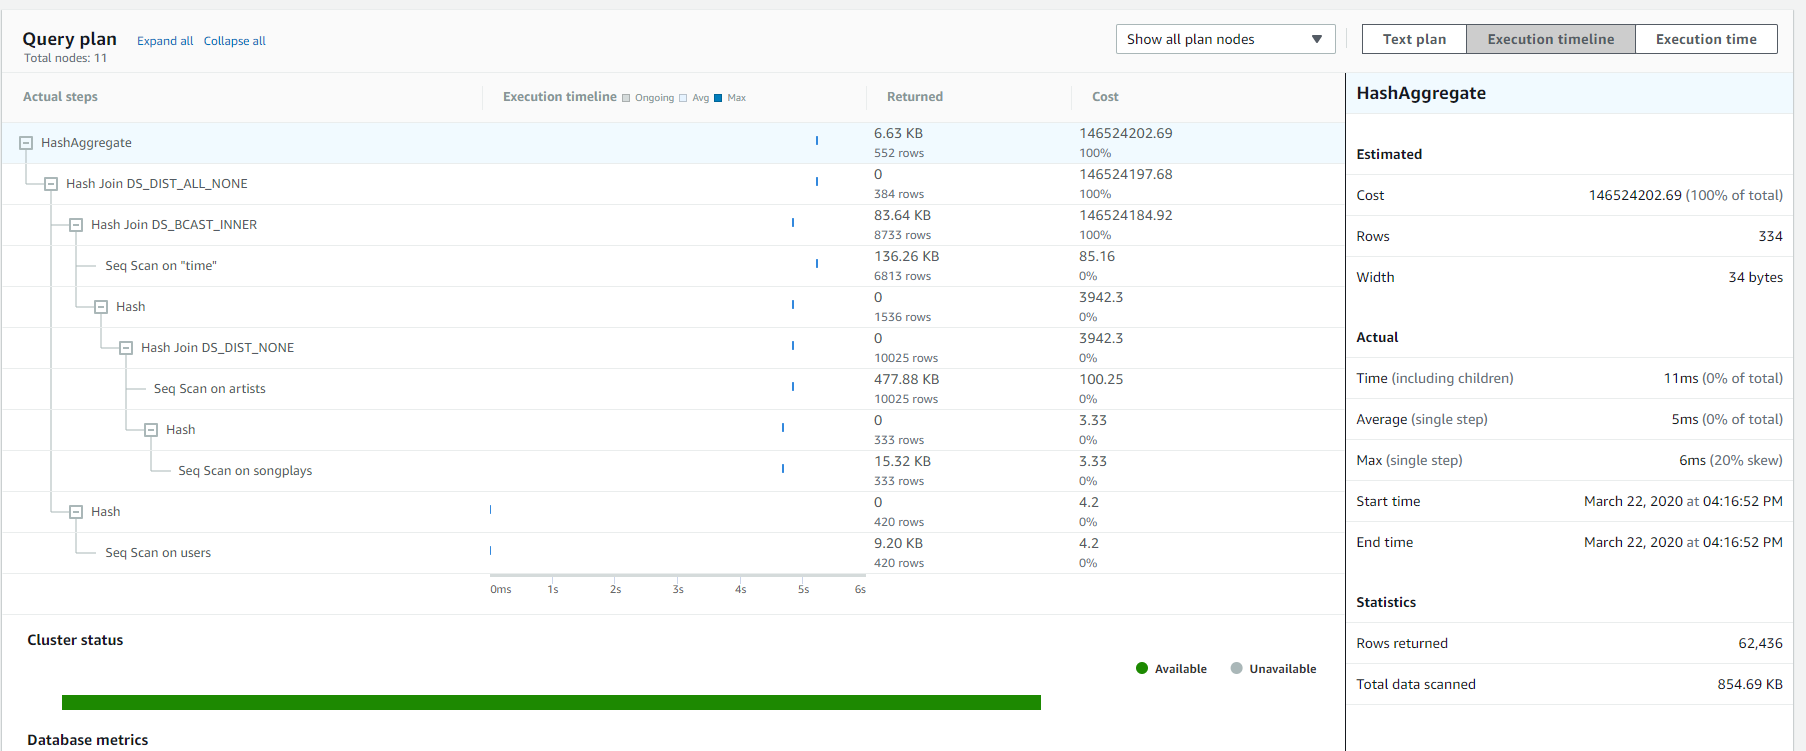 Query plan Expand all Collapse all
Total nodes: 11
Show all plan nodes
Text plan Execution timeline Execution time
Actual steps Execution timeline Ongoing Avg Max Returned Cost
HashAggregate 6.63 KB 146524202.69
552 rows 100%
Hash Join DS_DIST_ALL_NONE 0 146524197.68
384 rows 100%
Hash Join DS_BCAST_INNER 83.64 KB 146524184.92
8733 rows 100%
Seq Scan on "time" 136.26 KB 85.16
6813 rows 0%
Hash 0 3942.3
1536 rows 0%
Hash Join DS_DIST_NONE 0 3942.3
10025 rows 0%
Seq Scan on artists 477.88 KB 100.25
10025 rows 0%
Hash 0 3.33
333 rows 0%
Seq Scan on songplays 15.32 KB 3.33
333 rows 0%
Hash 0 4.2
420 rows 0%
Seq Scan on users 9.20 KB 4.2
420 rows 0%
0ms 1s 2s 3s 4s 5s 6s
Cluster status
Available Unavailable
Database metrics
HashAggregate
Estimated
Cost 146524202.69 (100% of total)
Rows 334
Width 34 bytes
Actual
Time (including children) 11ms (0% of total)
Average (single step) 5ms (0% of total)
Max (single step) 6ms (20% skew)
Start time March 22, 2020 at 04:16:52 PM
End time March 22, 2020 at 04:16:52 PM
Statistics
Rows returned 62,436
Total data scanned 854.69 KB